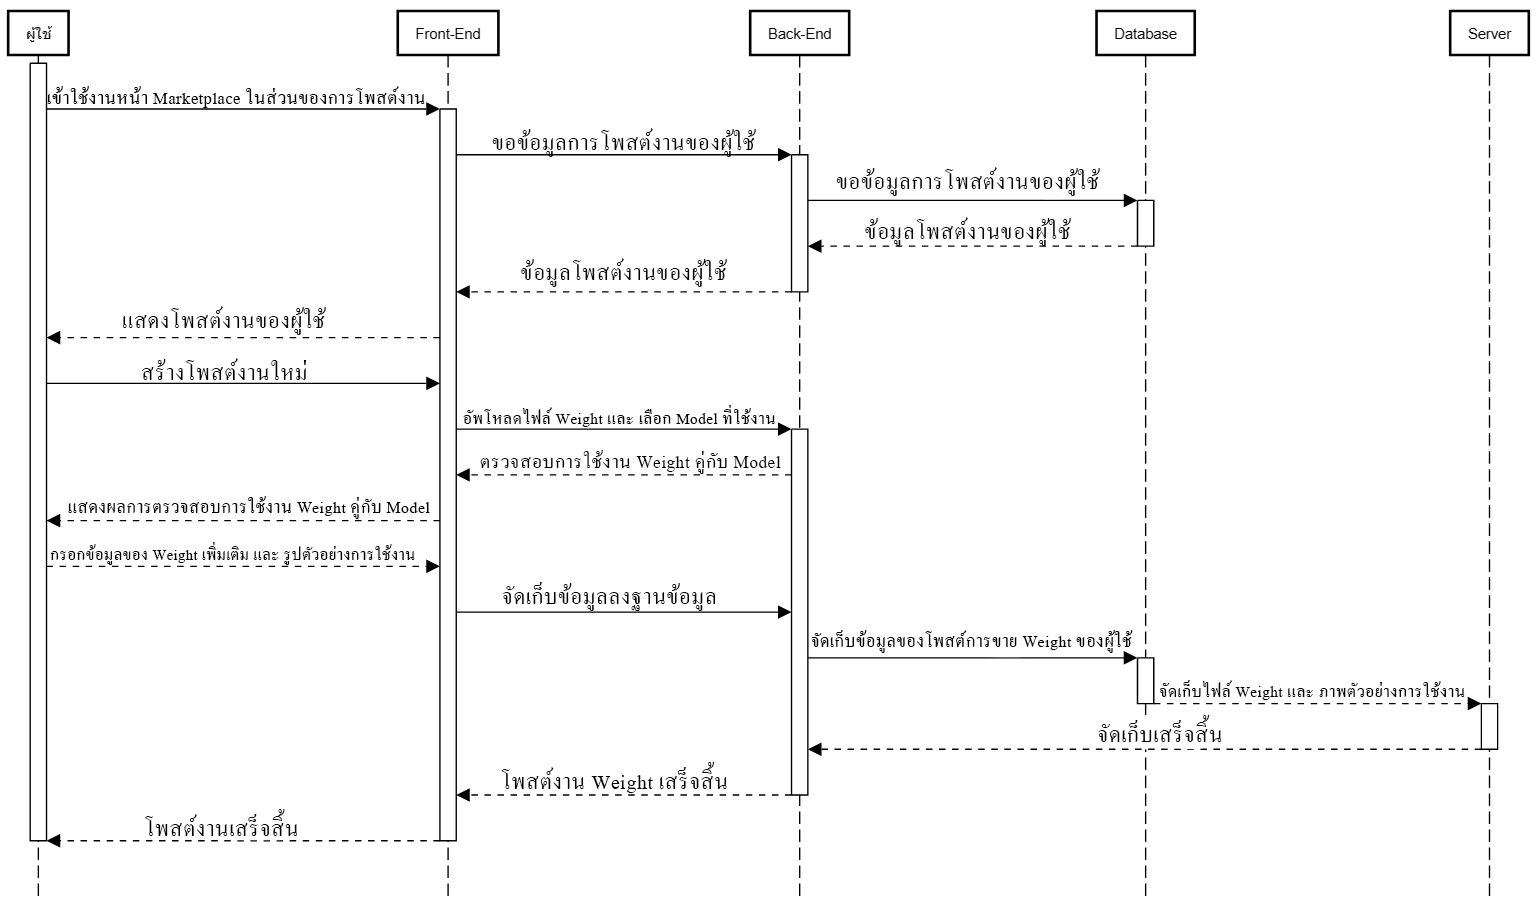 ผู้ใช้
Front-End
Back-End
Database
Server
เข้าใช้งานหน้า Marketplace ในส่วนของการโพสต์งาน
ขอข้อมูลการโพสต์งานของผู้ใช้
ขอข้อมูลการโพสต์งานของผู้ใช้
ข้อมูลโพสต์งานของผู้ใช้
ข้อมูลโพสต์งานของผู้ใช้
แสดงโพสต์งานของผู้ใช้
สร้างโพสต์งานใหม่
อัพโหลดไฟล์ Weight และ เลือก Model ที่ใช้งาน
ตรวจสอบการใช้งาน Weight คู่กับ Model
แสดงผลการตรวจสอบการใช้งาน Weight คู่กับ Model
กรอกข้อมูลของ Weight เพิ่มเติม และ รูปตัวอย่างการใช้งาน
จัดเก็บข้อมูลลงฐานข้อมูล
จัดเก็บข้อมูลของโพสต์การขาย Weight ของผู้ใช้
จัดเก็บไฟล์ Weight และ ภาพตัวอย่างการใช้งาน
จัดเก็บเสร็จสิ้น
โพสต์งาน Weight เสร็จสิ้น
โพสต์งานเสร็จสิ้น